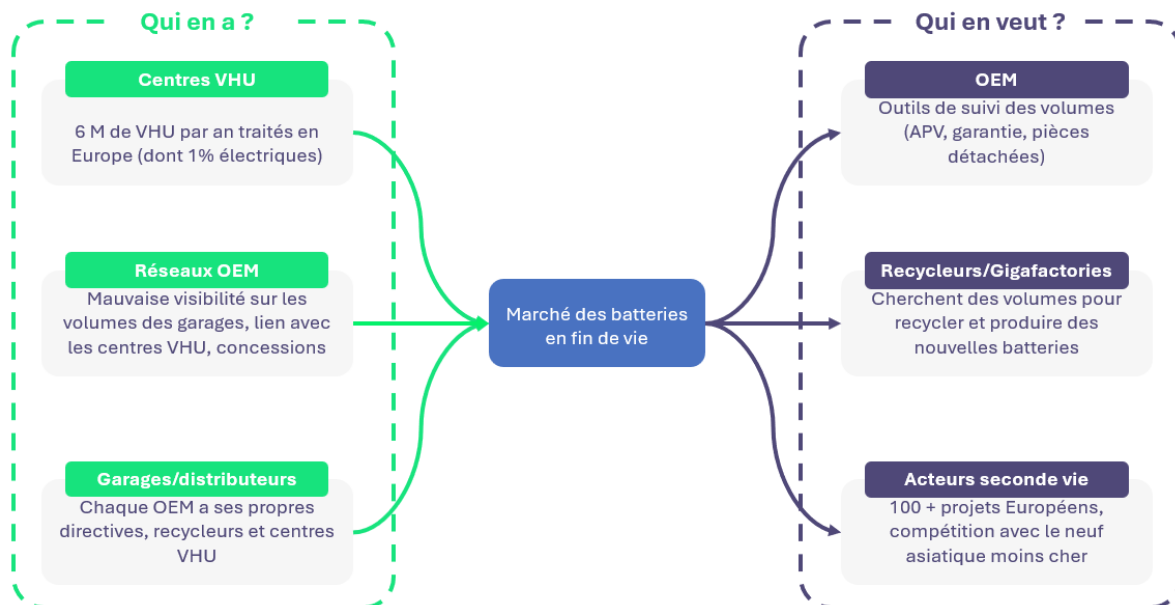 Qui en a ?
Centres VHU
6 M de VHU par an traités en
Europe (dont 1% électriques)
Réseaux OEM
Mauvaise visibilité sur les
volumes des garages, lien avec
les centres VHU, concessions
Garages/distributeurs
Chaque OEM a ses propres
directives, recycleurs et centres
VHU
Marché des batteries
en fin de vie
Qui en veut ?
OEM
Outils de suivi des volumes
(APV, garantie, pièces
détachées)
Recycleurs/Gigafactories
Cherchent des volumes pour
recycler et produire des
nouvelles batteries
Acteurs seconde vie
100 + projets Européens,
compétition avec le neuf
asiatique moins cher